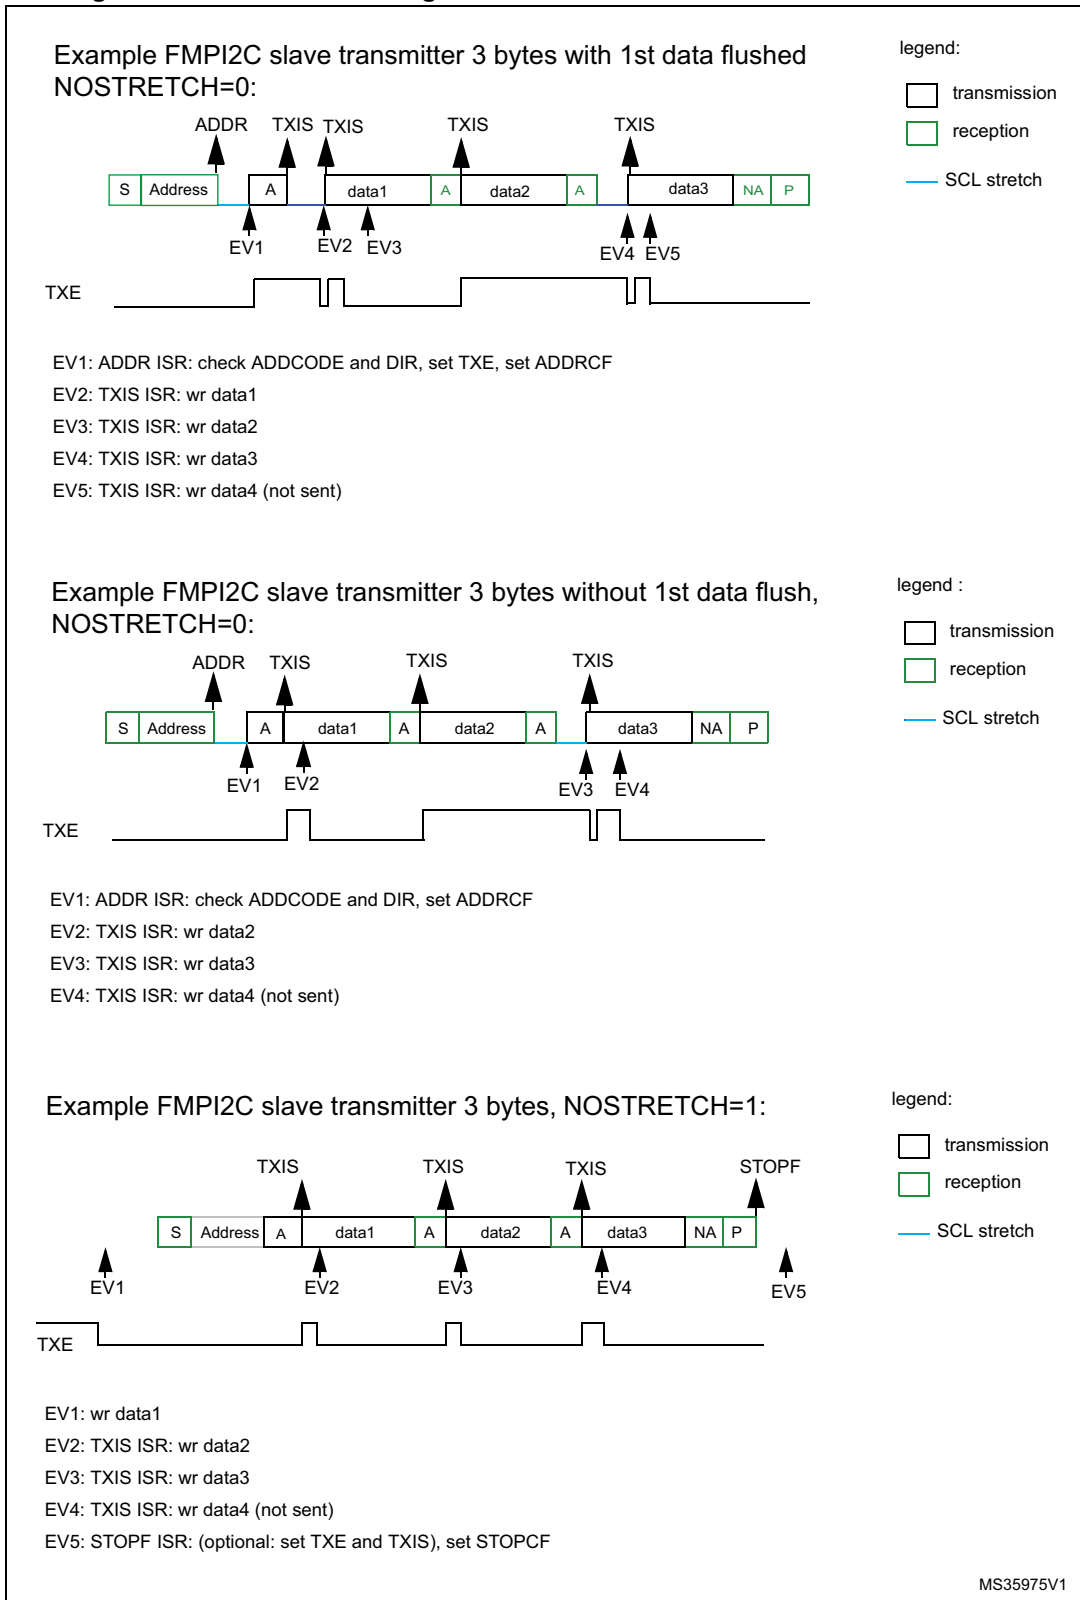 Example FMPI2C slave transmitter 3 bytes with 1st data flushed
NOSTRETCH=0:
legend:
transmission
reception
SCL stretch
ADDR TXIS TXIS TXIS TXIS
S Address A data1 A data2 A data3 NA P
EV1 EV2 EV3 EV4 EV5
TXE
EV1: ADDR ISR: check ADDCODE and DIR, set TXE, set ADDRCF
EV2: TXIS ISR: wr data1
EV3: TXIS ISR: wr data2
EV4: TXIS ISR: wr data3
EV5: TXIS ISR: wr data4 (not sent)
Example FMPI2C slave transmitter 3 bytes without 1st data flush,
NOSTRETCH=0:
legend :
transmission
reception
SCL stretch
ADDR TXIS TXIS TXIS
S Address A data1 A data2 A data3 NA P
EV1 EV2 EV3 EV4
TXE
EV1: ADDR ISR: check ADDCODE and DIR, set ADDRCF
EV2: TXIS ISR: wr data2
EV3: TXIS ISR: wr data3
EV4: TXIS ISR: wr data4 (not sent)
Example FMPI2C slave transmitter 3 bytes, NOSTRETCH=1:
legend:
transmission
reception
SCL stretch
TXIS TXIS TXIS STOPF
S Address A data1 A data2 A data3 NA P
EV1 EV2 EV3 EV4 EV5
TXE
EV1: wr data1
EV2: TXIS ISR: wr data2
EV3: TXIS ISR: wr data3
EV4: TXIS ISR: wr data4 (not sent)
EV5: STOPF ISR: (optional: set TXE and TXIS), set STOPCF
MS35975V1